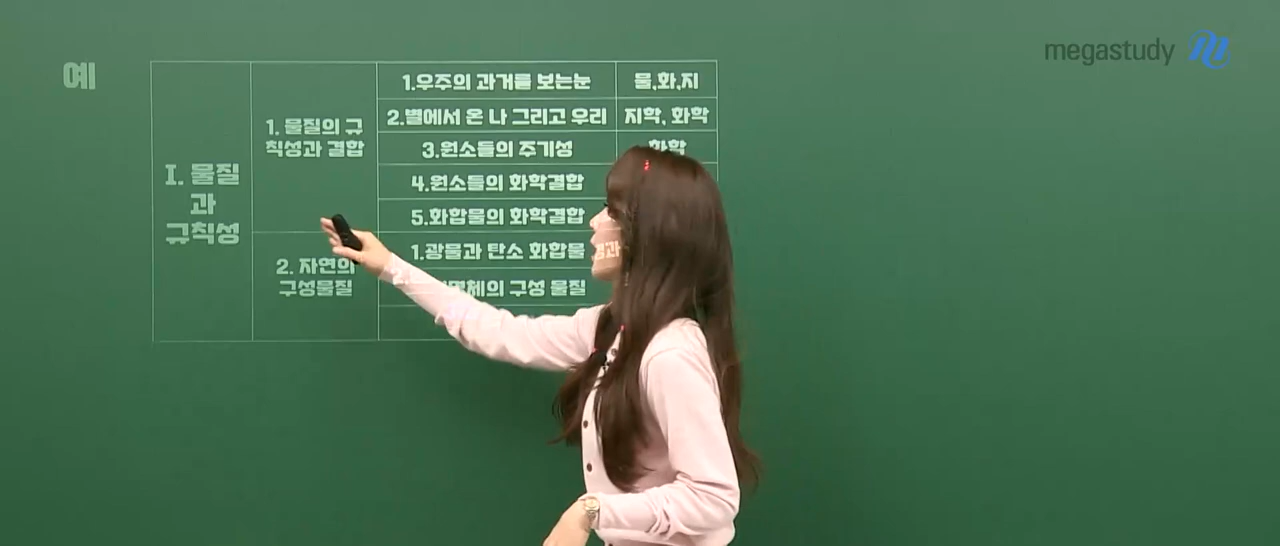 megastudy
예
I. 물질
과
규칙성
1. 물질의 규
칙성과 결합
1.우주의 과거를 보는눈
물,화,지
2.별에서 온 나 그리고 우리
지학, 화학
3.원소들의 주기성
화학
4.원소들의 화학결합
5.화합물의 화학결합
2. 자연의
구성물질
1.광물과 탄소 화합물
2.
체의 구성 물질